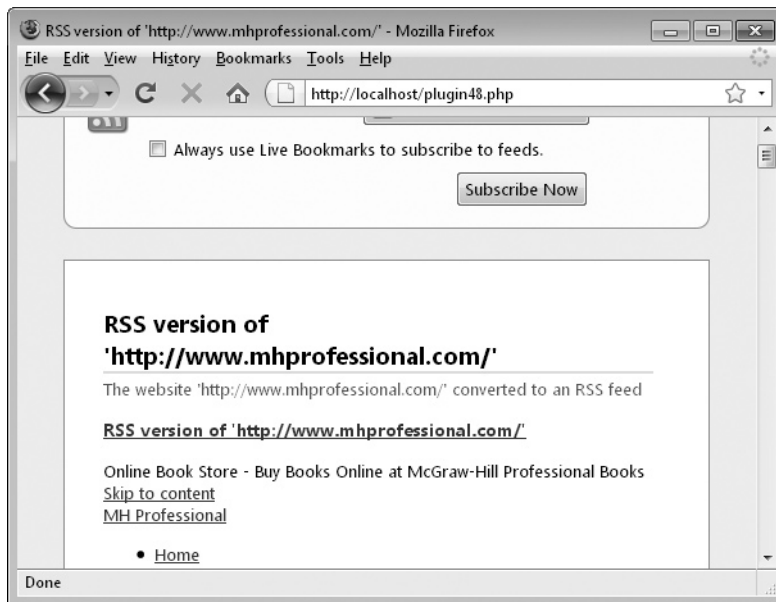 RSS version of 'http://www.mhprofessional.com/' - Mozilla Firefox
File Edit View History Bookmarks Tools Help
http://localhost/plugin48.php
Always use Live Bookmarks to subscribe to feeds.
Subscribe Now
RSS version of
'http://www.mhprofessional.com/'
The website 'http://www.mhprofessional.com/' converted to an RSS feed
RSS version of 'http://www.mhprofessional.com/'
Online Book Store - Buy Books Online at McGraw-Hill Professional Books
Skip to content
MH Professional
• Home
Done